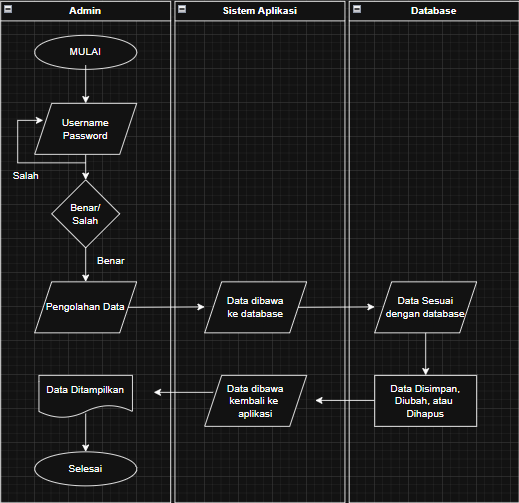 Admin
Sistem Aplikasi
Database
MULAI
Username
Password
Salah
Benar/
Salah
Benar
Pengolahan Data
Data dibawa
ke database
Data Sesuai
dengan database
Data Ditampilkan
Data dibawa
kembali ke
aplikasi
Data Disimpan,
Diubah, atau
Dihapus
Selesai